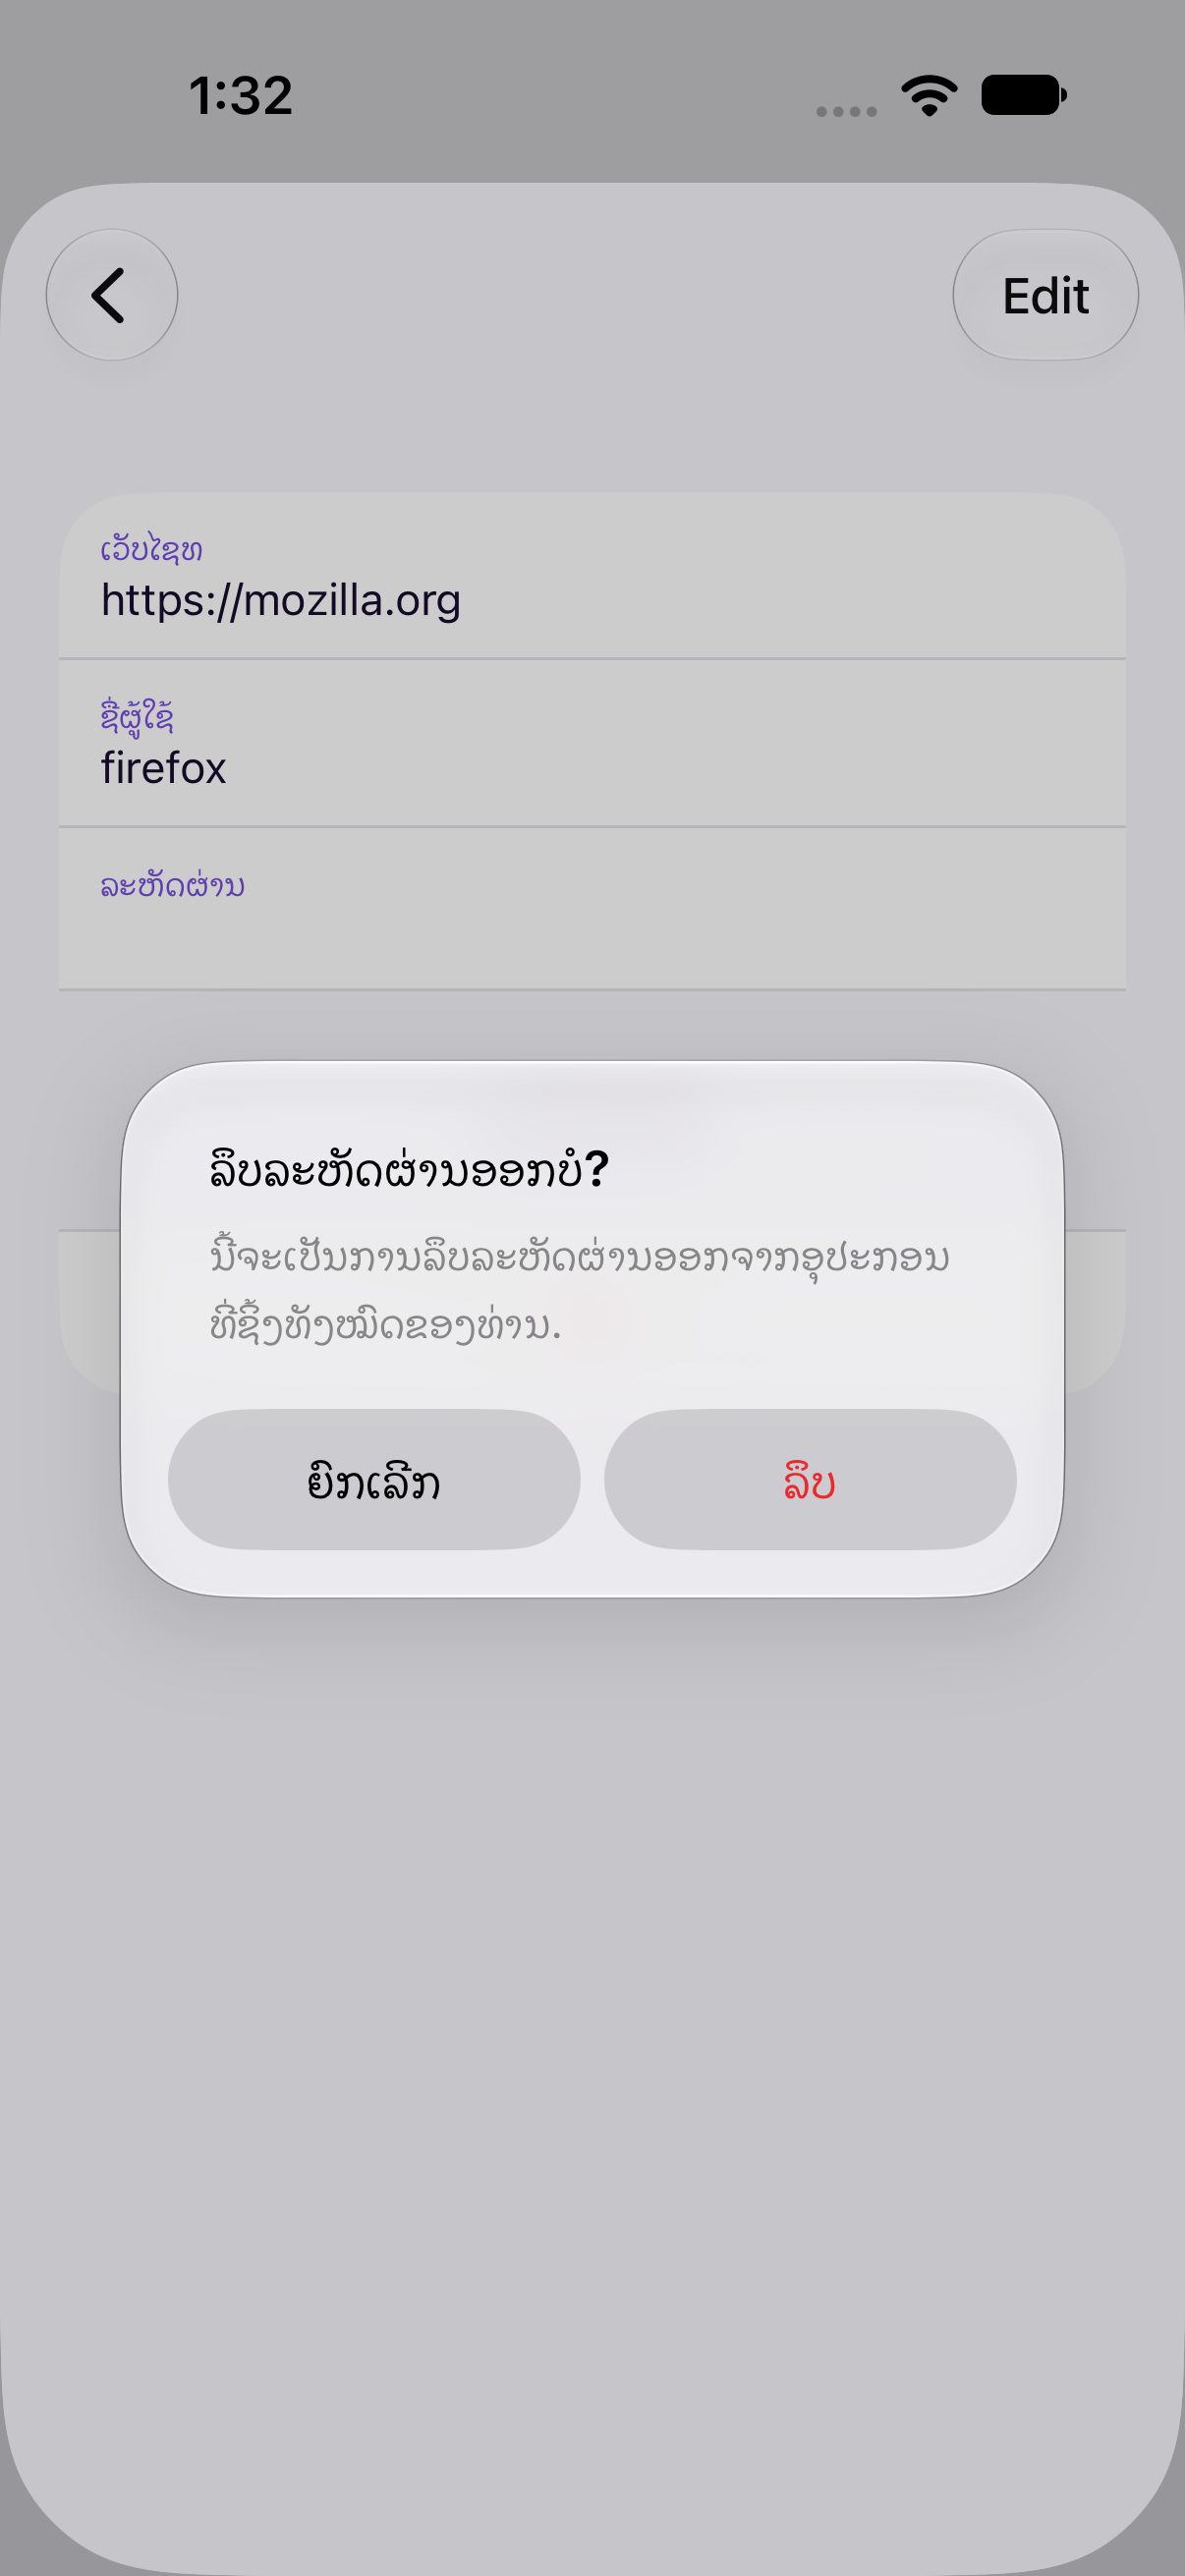 1:32
Edit
ເວັບໄຊທ
https://mozilla.org
ຊື່ຜູ້ໃຊ້
firefox
ລະຫັດຜ່ານ
ລຶບລະຫັດຜ່ານອອກບໍ?
ນີ້ຈະເປັນການລຶບລະຫັດຜ່ານອອກຈາກອຸປະກອນ
ທີ່ຊິ້ງທັງໝົດຂອງທ່ານ.
ຍົກເລີກ
ລຶບ